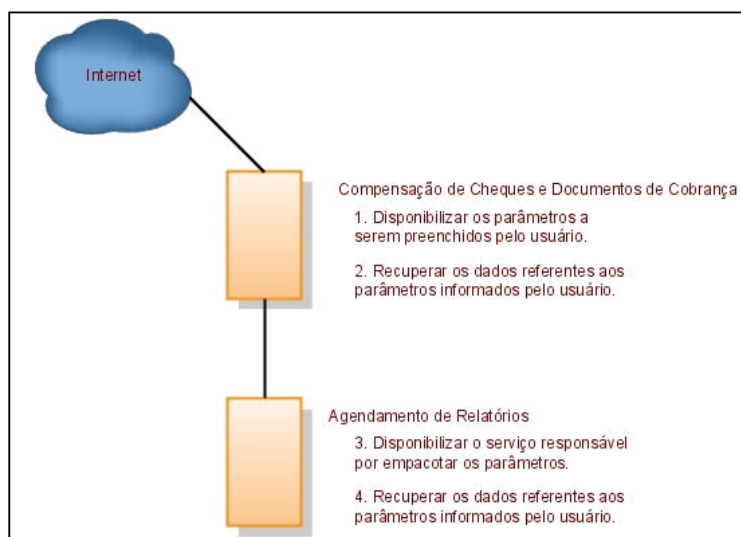 Internet
Compensação de Cheques e Documentos de Cobrança
1. Disponibilizar os parâmetros a
serem preenchidos pelo usuário.
2. Recuperar os dados referentes aos
parâmetros informados pelo usuário.
Agendamento de Relatórios
3. Disponibilizar o serviço responsável
por empacotar os parâmetros.
4. Recuperar os dados referentes aos
parâmetros informados pelo usuário.